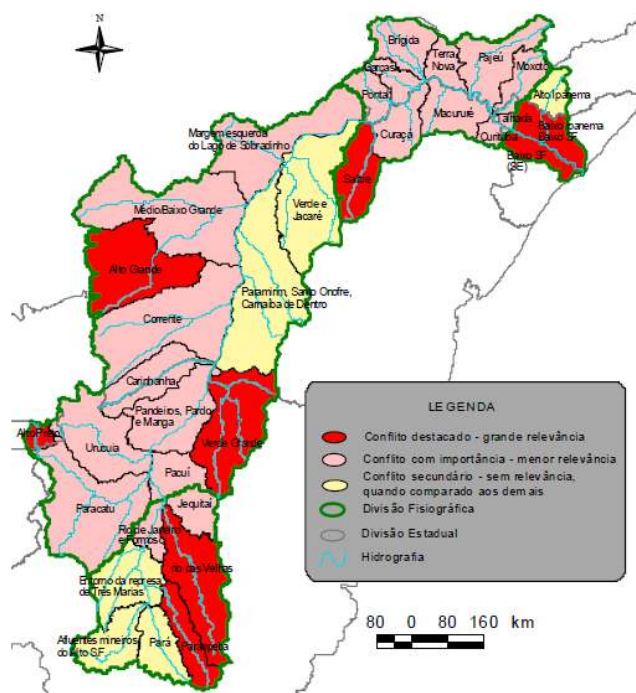 N
Brígida
Terra
Nova
Pajeú
Moxotó
Garças
Pontal
Alto Ipanema
Macururé
Talhada
Baixo Ipanema
Baixo SF
Curaçá
Curituba
Baixo SF
(SE)
Margem esquerda
do Lago de Sobradinho
Salitre
Verde e
Jacaré
Médio/Baixo Grande
Alto Grande
Paramirim, Santo Onofre,
Carnaíba de Dentro
Corrente
Carinhanha
Pandeiros, Pardo
e Manga
Verde Grande
Alto Preto
Urucuia
Pacuí
Paracatu
Jequitaí
Rio de Janeiro
e Formoso
rio das Velhas
Entorno da represa
de Três Marias
Afluentes mineiros
do Alto SF
Pará
Paraopeba
LEGENDA
Conflito destacado - grande relevância
Conflito com importância - menor relevância
Conflito secundário - sem relevância,
quando comparado aos demais
Divisão Fisiográfica
Divisão Estadual
Hidrografia
80 0 80 160 km